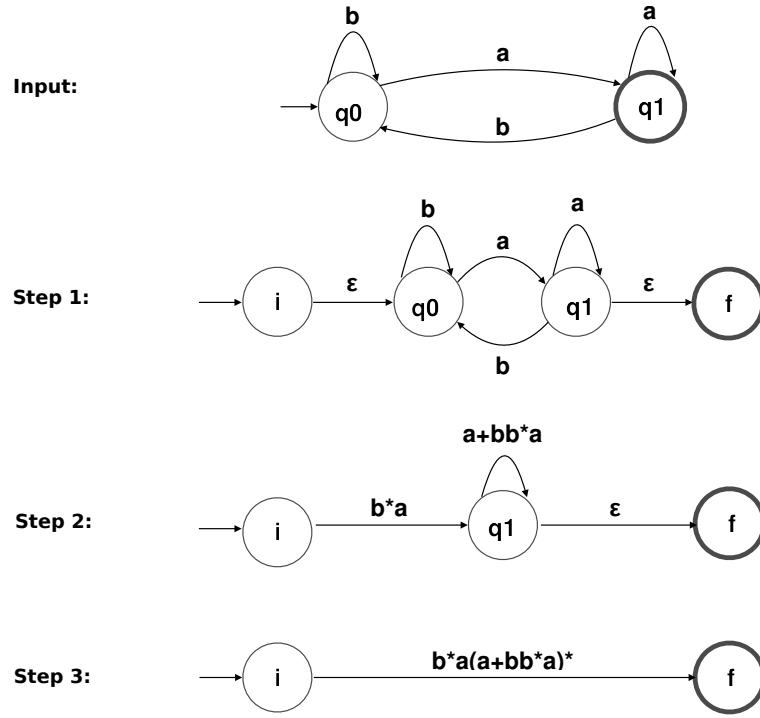 Input:
b
a
a
q0
q1
b
Step 1:
b
a
a
i
ε
q0
q1
ε
f
b
Step 2:
a+bb*a
i
b*a
q1
ε
f
Step 3:
i
b*a(a+bb*a)*
f